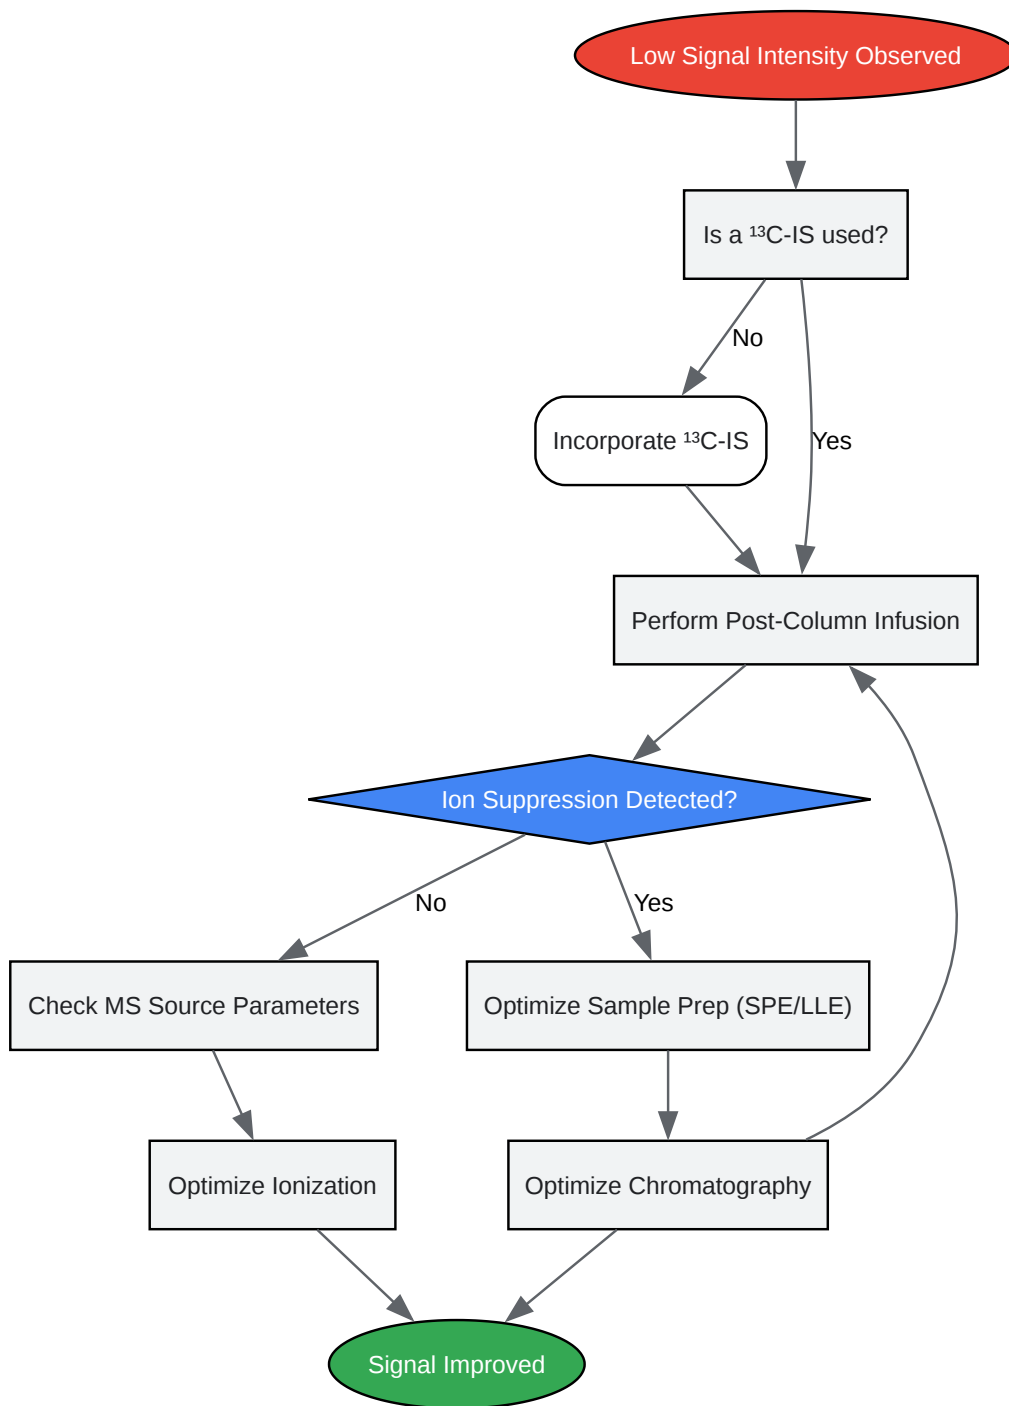 Low Signal Intensity Observed
Is a ¹³C-IS used?
No
Incorporate ¹³C-IS
Yes
Perform Post-Column Infusion
Ion Suppression Detected?
No
Yes
Check MS Source Parameters
Optimize Sample Prep (SPE/LLE)
Optimize Ionization
Optimize Chromatography
Signal Improved